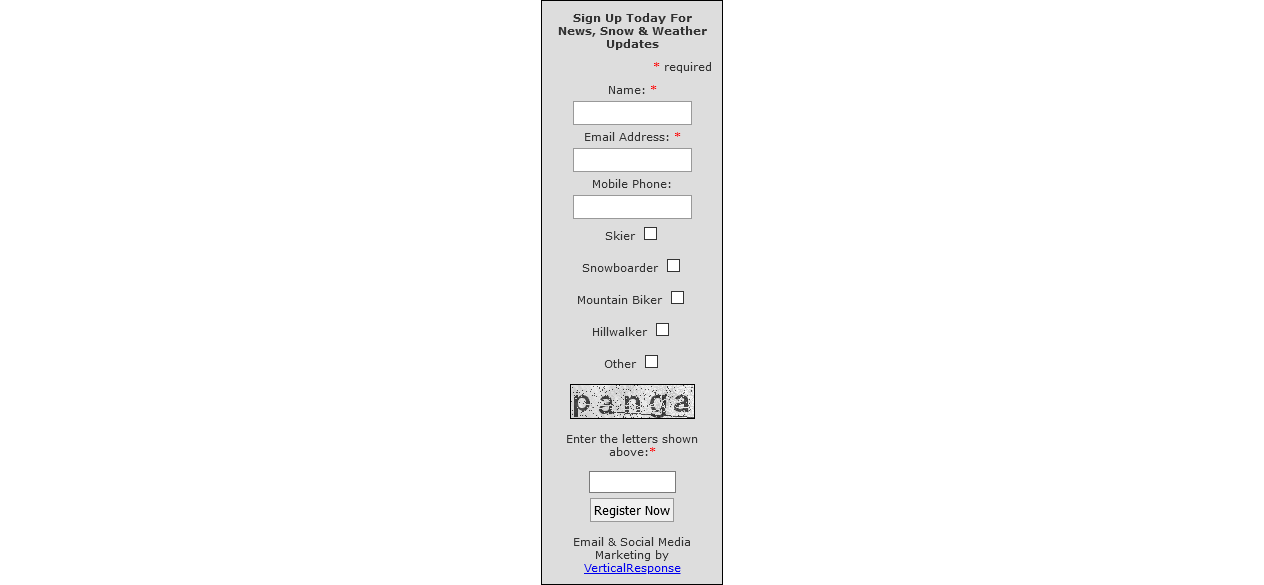 Sign Up Today For
News, Snow & Weather
Updates
* required
Name: *
Email Address: *
Mobile Phone:
Skier
Snowboarder
Mountain Biker
Hillwalker
Other
panga
Enter the letters shown
above:*
Register Now
Email & Social Media
Marketing by
VerticalResponse